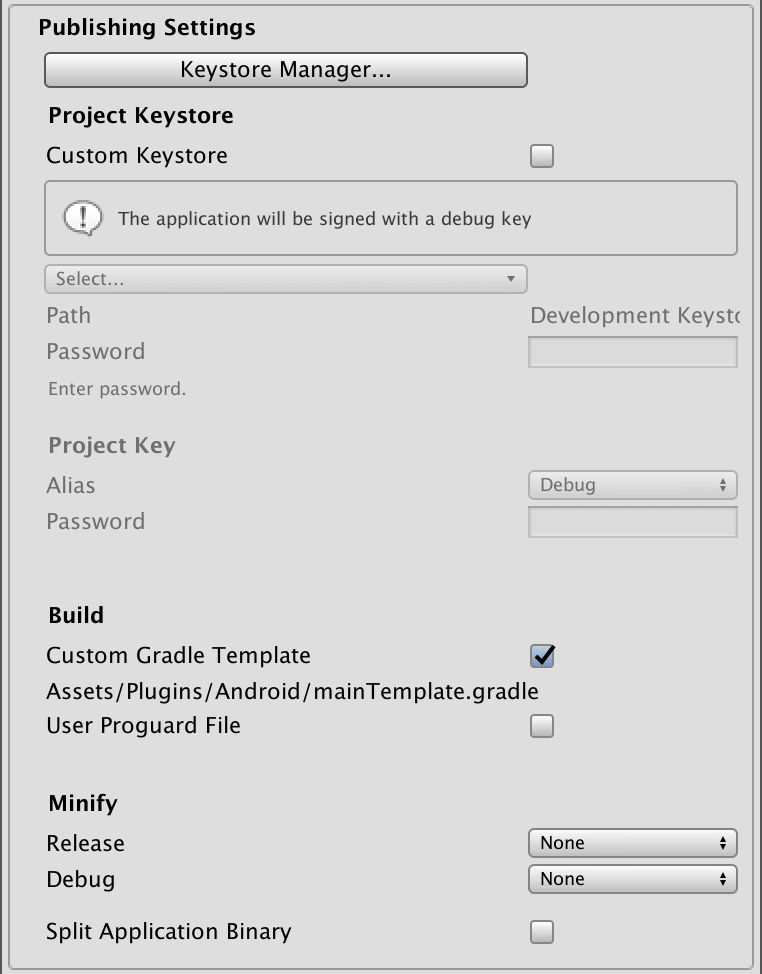 Publishing Settings
Keystore Manager...
Project Keystore
Custom Keystore
The application will be signed with a debug key
Select...
Path Development Keysto
Password
Enter password.
Project Key
Alias Debug
Password
Build
Custom Gradle Template
Assets/Plugins/Android/mainTemplate.gradle
User Proguard File
Minify
Release None
Debug None
Split Application Binary